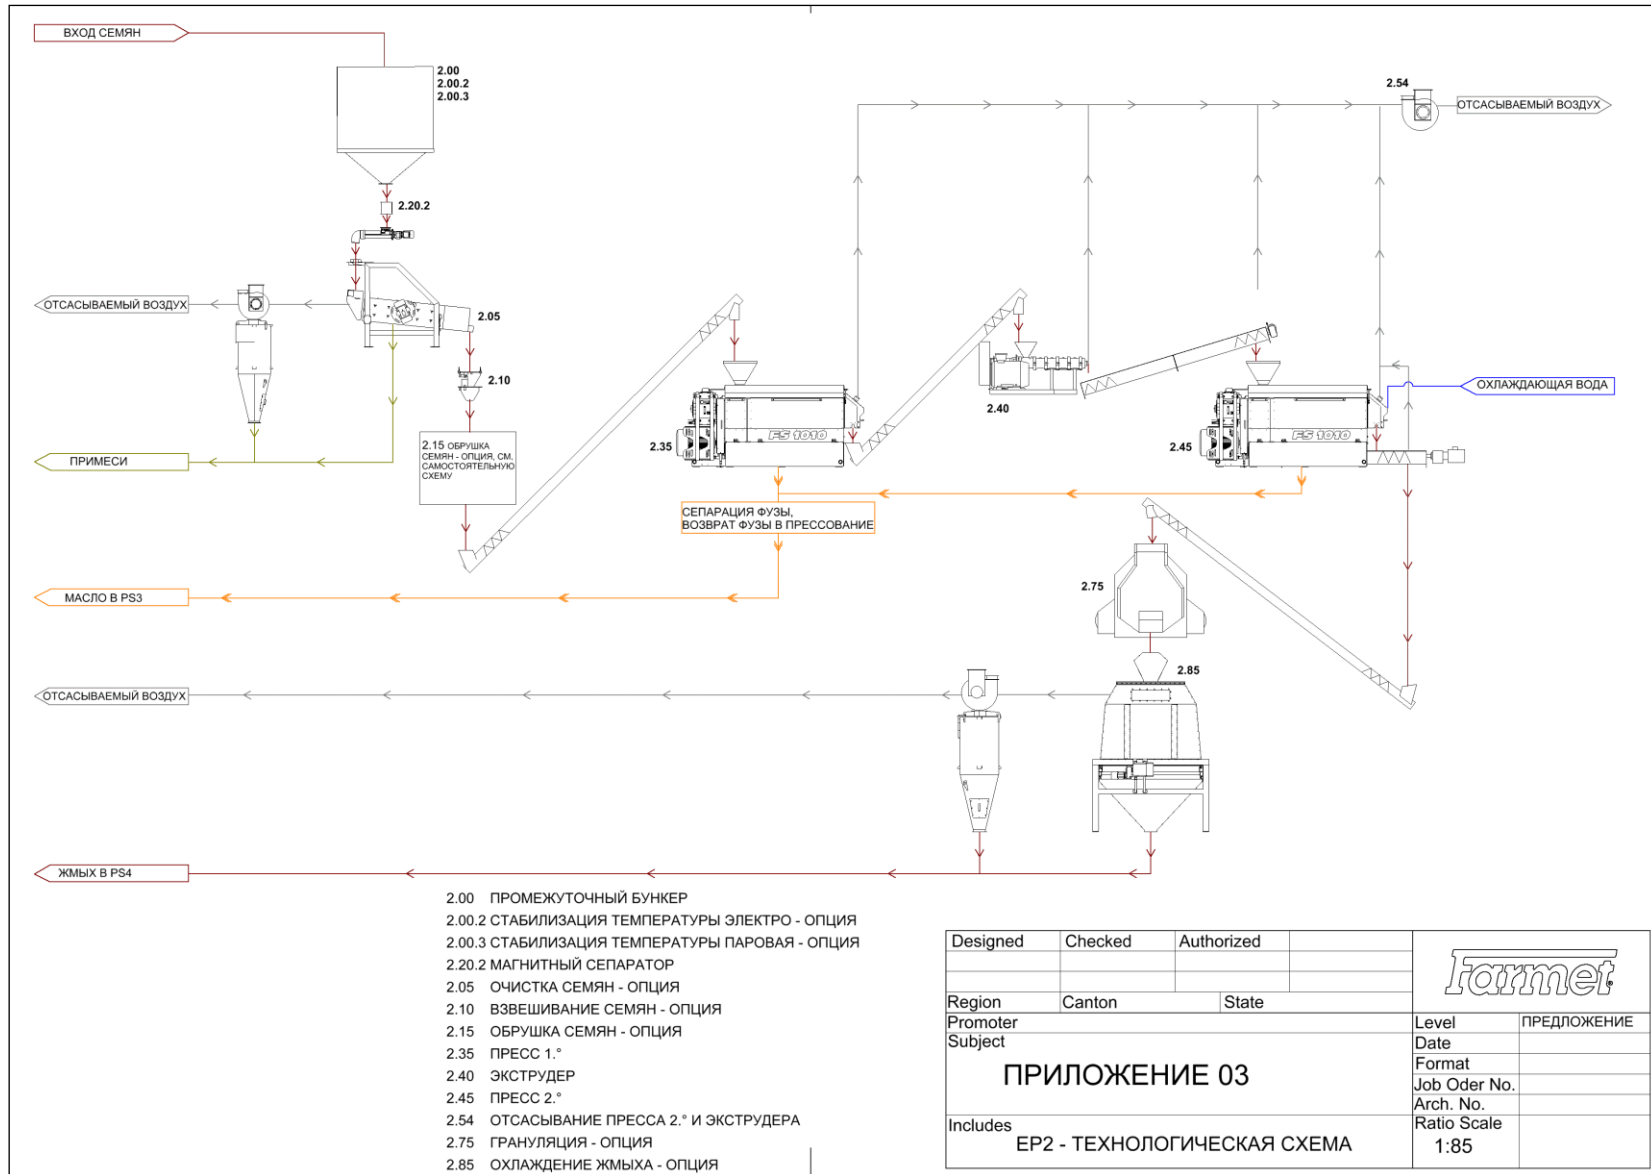 ВХОД СЕМЯН
2.00
2.00.2
2.00.3
2.54
ОТСАСЫВАЕМЫЙ ВОЗДУХ
2.20.2
ОТСАСЫВАЕМЫЙ ВОЗДУХ
2.05
2.10
2.40
ОХЛАЖДАЮЩАЯ ВОДА
2.15 ОБРУШКА
СЕМЯН - ОПЦИЯ, СМ.
САМОСТОЯТЕЛЬНУЮ
СХЕМУ
2.35
FS 1010
2.45
FS 1010
ПРИМЕСИ
СЕПАРАЦИЯ ФУЗЫ,
ВОЗВРАТ ФУЗЫ В ПРЕССОВАНИЕ
МАСЛО В PS3
2.75
2.85
ОТСАСЫВАЕМЫЙ ВОЗДУХ
ЖМЫХ В PS4
2.00 ПРОМЕЖУТОЧНЫЙ БУНКЕР
2.00.2 СТАБИЛИЗАЦИЯ ТЕМПЕРАТУРЫ ЭЛЕКТРО - ОПЦИЯ
2.00.3 СТАБИЛИЗАЦИЯ ТЕМПЕРАТУРЫ ПАРОВАЯ - ОПЦИЯ
2.20.2 МАГНИТНЫЙ СЕПАРАТОР
2.05 ОЧИСТКА СЕМЯН - ОПЦИЯ
2.10 ВЗВЕШИВАНИЕ СЕМЯН - ОПЦИЯ
2.15 ОБРУШКА СЕМЯН - ОПЦИЯ
2.35 ПРЕСС 1.°
2.40 ЭКСТРУДЕР
2.45 ПРЕСС 2.°
2.54 ОТСАСЫВАНИЕ ПРЕССА 2.° И ЭКСТРУДЕРА
2.75 ГРАНУЛЯЦИЯ - ОПЦИЯ
2.85 ОХЛАЖДЕНИЕ ЖМЫХА - ОПЦИЯ
Designed Checked Authorized
Region Canton State
Promoter
Subject
ПРИЛОЖЕНИЕ 03
Includes
EP2 - ТЕХНОЛОГИЧЕСКАЯ СХЕМА
Farmet®
Level ПРЕДЛОЖЕНИЕ
Date
Format
Job Oder No.
Arch. No.
Ratio Scale
1:85